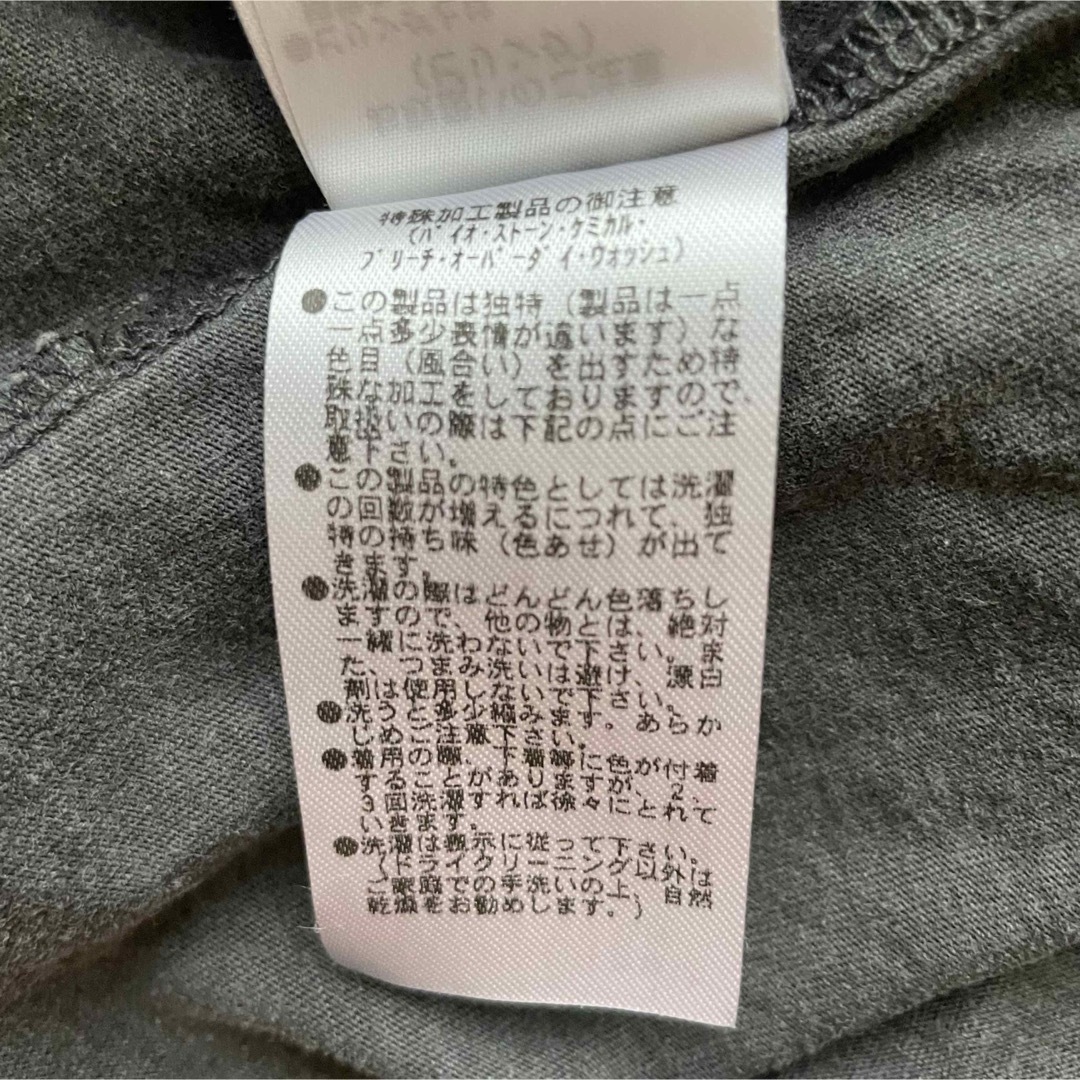 特殊加工製品の御注意
(バイオ・ストーン・ケミカル・
ブリーチ・オーバーダイ・ウォッシュ)
●この製品は独特(製品は一点
一点多少表情が違います)な
色目(風合い)を出すため特
殊な加工をしておりますので、
取扱いの際は下記の点にご注
意下さい。
●この製品の特色としては洗濯
の回数が増えるにつれて、独
特の持ち味(色あせ)が出て
きます。
●洗濯の際はどんどん色落ちし
ますので、他の物とは、絶対
一緒に洗わないで下さい。ま
た、つまみ洗いは避け、漂白
剤は使用しないで下さい。
●洗うと多少縮みます。あらか
じめご注意下さい。
●着用の際、下着等に色が付着
することがありますが、2、
3回洗濯すれば徐々にとれて
いきます。
●洗濯は表示に従って下さい。
(ドライクリーニング以外は
ご家庭での手洗いの上、自然
乾燥をお勧めします。)